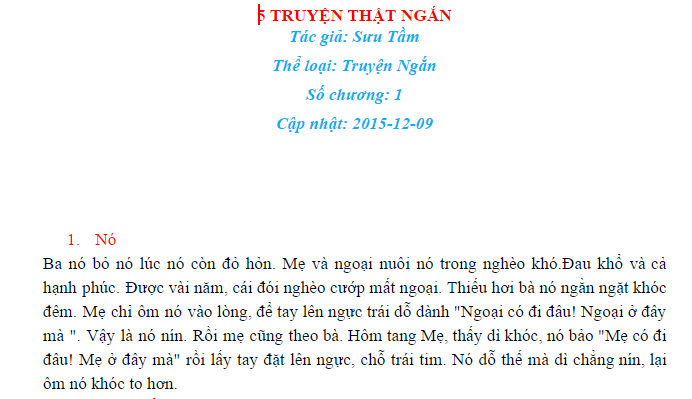 5 TRUYỆN THẬT NGẮN
Tác giả: Sưu Tầm
Thể loại: Truyện Ngắn
Số chương: 1
Cập nhật: 2015-12-09
1. Nó
Ba nó bỏ nó lúc nó còn đỏ hỏn. Mẹ và ngoại nuôi nó trong nghèo khó.Đau khổ và cả
hạnh phúc. Được vài năm, cái đói nghèo cướp mất ngoại. Thiếu hơi bà nó ngằn ngặt khóc
đêm. Mẹ chỉ ôm nó vào lòng, để tay lên ngực trái dỗ dành "Ngoại có đi đâu! Ngoại ở đây
mà ". Vậy là nó nín. Rồi mẹ cũng theo bà. Hôm tang Mẹ, thấy dì khóc, nó bảo "Mẹ có đi
đâu! Mẹ ở đây mà" rồi lấy tay đặt lên ngực, chỗ trái tim. Nó dỗ thế mà dì chẳng nín, lại
ôm nó khóc to hơn.